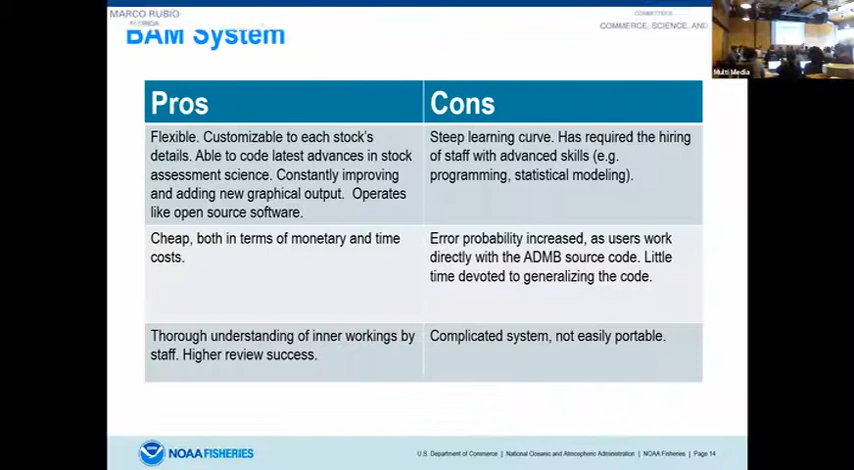 MARCO RUBIO
FLORIDA
COMMITTEES:
COMMERCE, SCIENCE, AND
BAM System
Multi Media
Pros
Cons
Flexible. Customizable to each stock's
details. Able to code latest advances in stock
assessment science. Constantly improving
and adding new graphical output. Operates
like open source software.
Steep learning curve. Has required the hiring
of staff with advanced skills (e.g.
programming, statistical modeling).
Cheap, both in terms of monetary and time
costs.
Error probability increased, as users work
directly with the ADMB source code. Little
time devoted to generalizing the code.
Thorough understanding of inner workings by
staff. Higher review success.
Complicated system, not easily portable.
NOAA FISHERIES
U.S. Department of Commerce | National Oceanic and Atmospheric Administration | NOAA Fisheries | Page 14